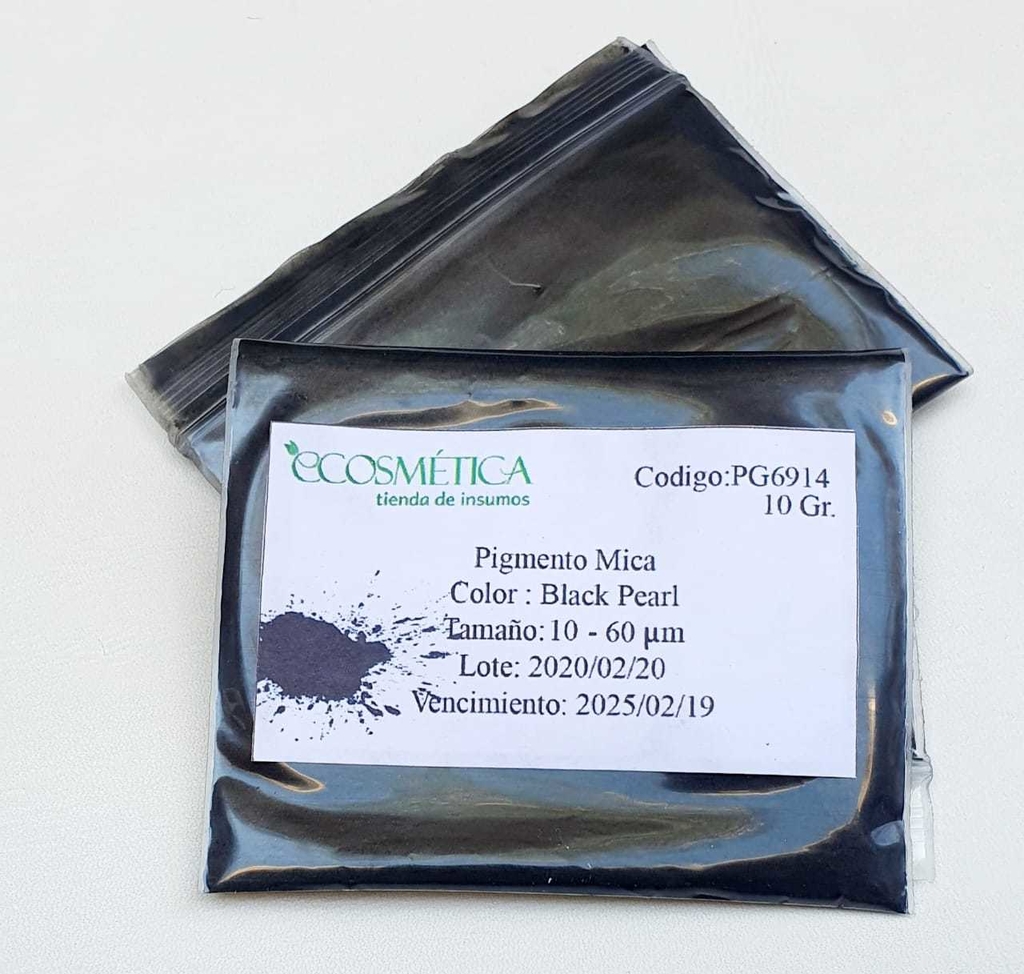 eCOSMÉTICA
tienda de insumos
Codigo:PG6914
10 Gr.
Pigmento Mica
Color : Black Pearl
Tamaño: 10 - 60 µm
Lote: 2020/02/20
Vencimiento: 2025/02/19